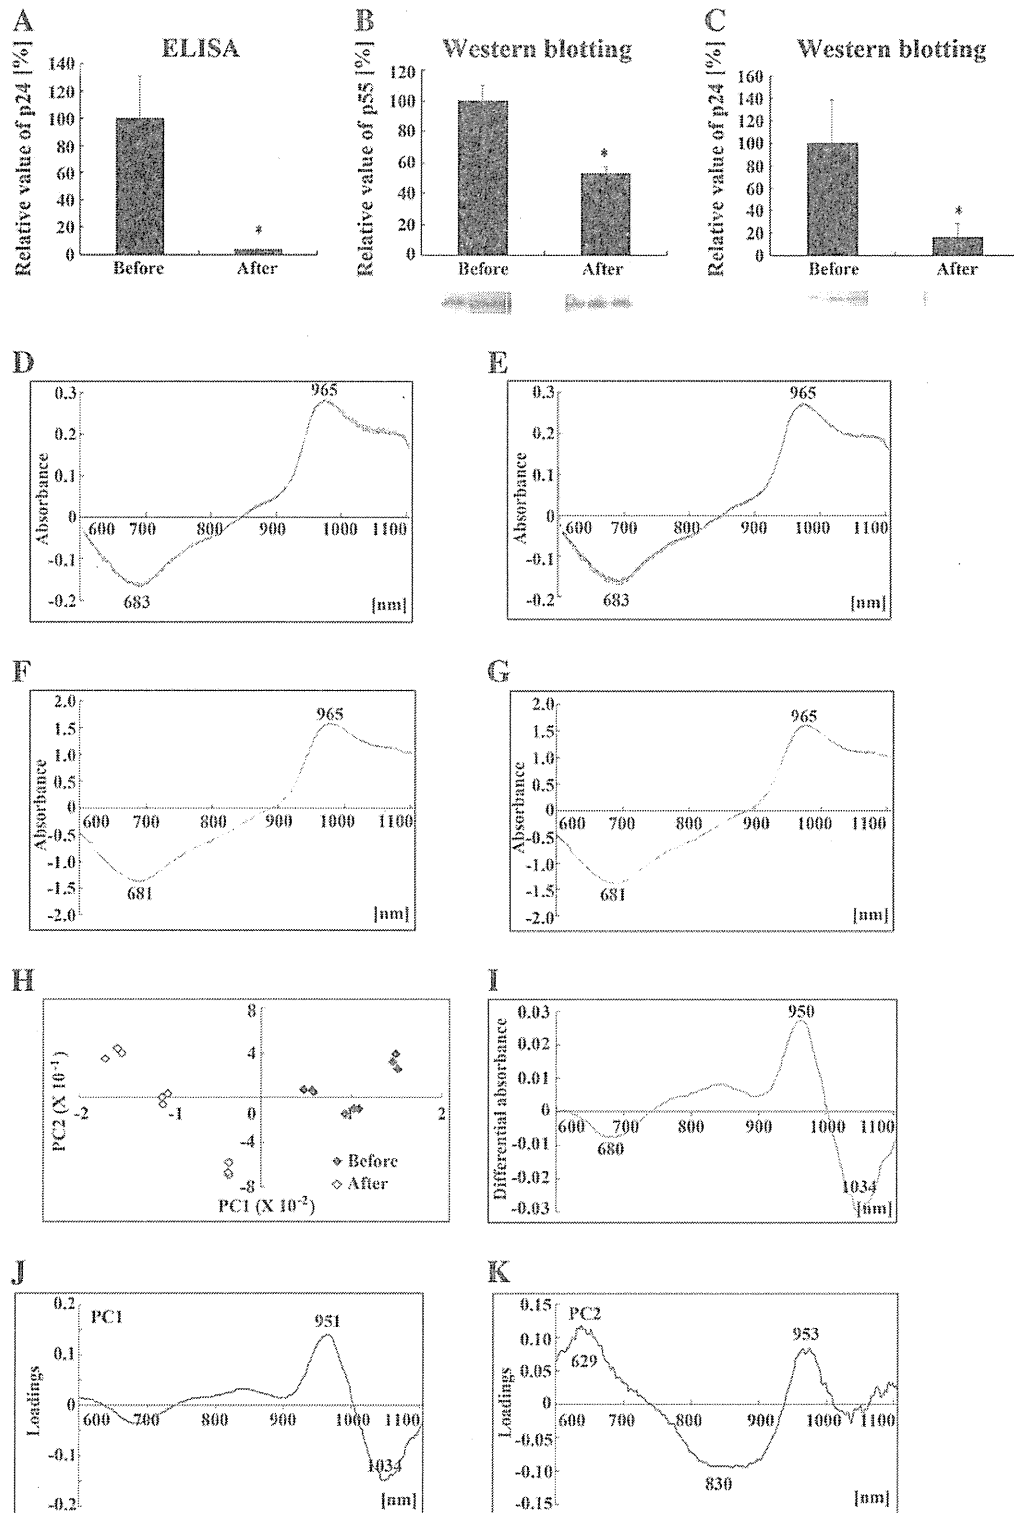 A
ELISA
Relative value of p24 [%]
140
120
100
80
60
40
20
0
*
Before
After
B
Western blotting
Relative value of p55 [%]
120
100
80
60
40
20
0
*
Before
After
C
Western blotting
Relative value of p24 [%]
160
140
120
100
80
60
40
20
0
*
Before
After
D
Absorbance
0.3
0.2
0.1
0
-0.1
-0.2
965
683
600 700 800 900 1000 1100
[nm]
E
Absorbance
0.3
0.2
0.1
0
-0.1
-0.2
965
683
600 700 800 900 1000 1100
[nm]
F
Absorbance
2.0
1.5
1.0
0.5
0
-0.5
-1.0
-1.5
-2.0
965
681
600 700 800 900 1000 1100
[nm]
G
Absorbance
2.0
1.5
1.0
0.5
0
-0.5
-1.0
-1.5
-2.0
965
681
600 700 800 900 1000 1100
[nm]
H
PC2 (X 10⁻¹)
8
4
0
-4
-8
-2 -1 1 2
Before
After
PC1 (X 10⁻²)
I
Differential absorbance
0.03
0.02
0.01
0
-0.01
-0.02
-0.03
950
680
1034
600 700 800 900 1000 1100
[nm]
J
PC1
Loadings
0.2
0.1
0
-0.1
-0.2
951
1034
600 700 800 900 1000 1100
[nm]
K
PC2
Loadings
0.15
0.10
0.05
0
-0.05
-0.10
-0.15
629
953
830
600 700 800 900 1000 1100
[nm]